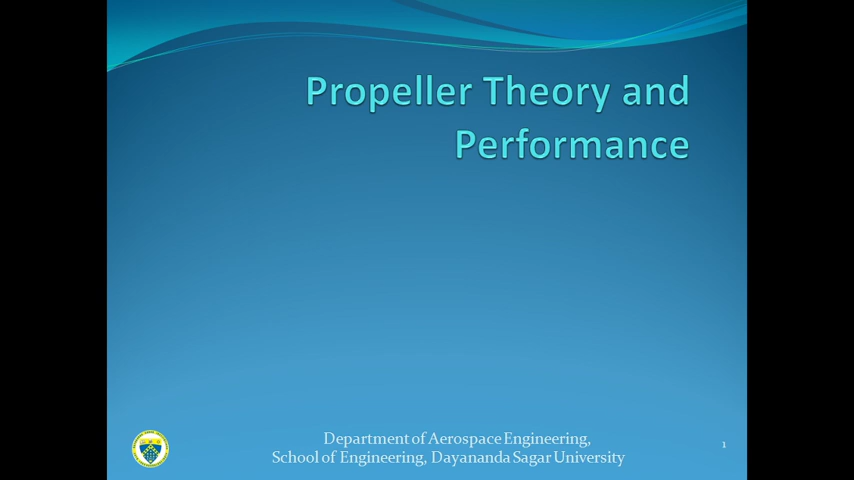 Propeller Theory and
Performance
Department of Aerospace Engineering,
School of Engineering, Dayananda Sagar University
1